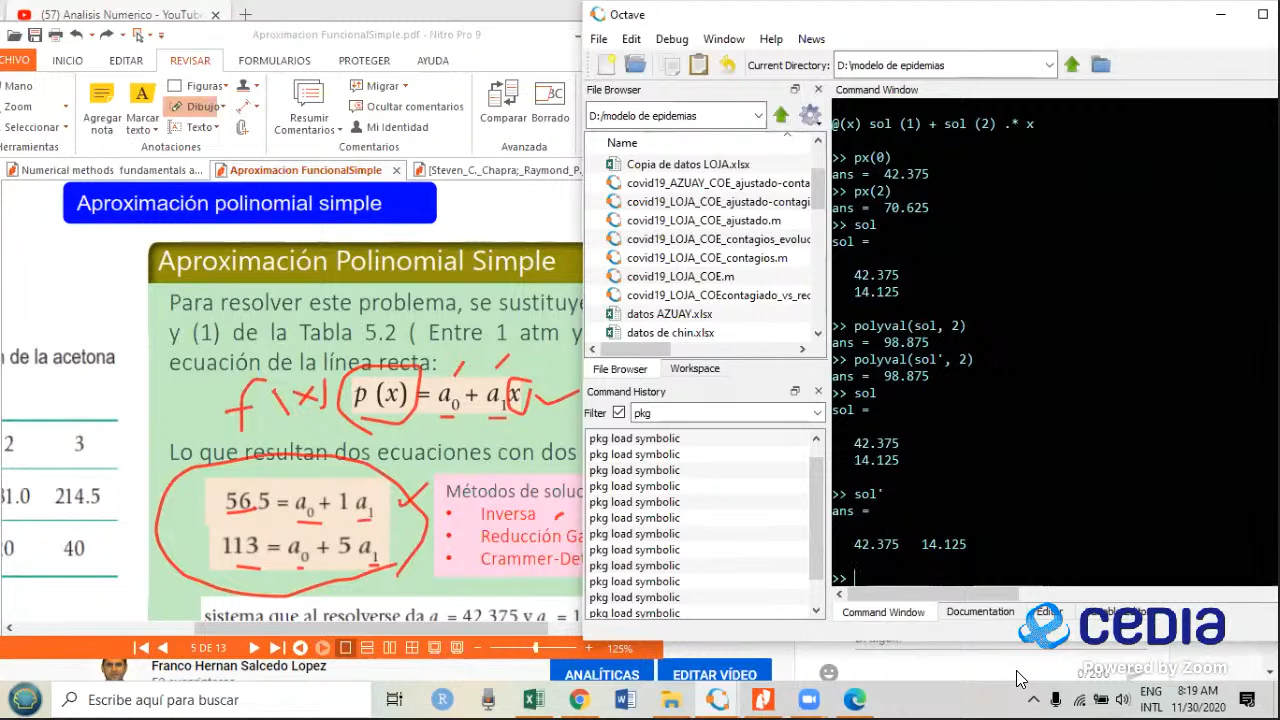 (57) Analisis Numerico - YouTu
Aproximacion FuncionalSimple.pdf - Nitro Pro 9
CHIVO INICIO EDITAR REVISAR FORMULARIOS PROTEGER AYUDA
Mano
Zoom
Seleccionar
erramientas
Agregar nota
Marcar texto
Figuras
Dibujo
Texto
Resumir Comentarios
Migrar
Ocultar comentarios
Mi Identidad
Comentarios
Comparar
Borrado
Avanzada
Numerical methods fundamentals a...
Aproximacion FuncionalSimple
[Steven_C._Chapra;_Raymond_P.
Aproximación polinomial simple
Aproximación Polinomial Simple
Para resolver este problema, se sustituye
y (1) de la Tabla 5.2 ( Entre 1 atm y
ecuación de la línea recta:
f(x) p (x) = a0 + a1x
Lo que resultan dos ecuaciones con dos
56.5 = a0 + 1 a1
113 = a0 + 5 a1
Métodos de soluc
• Inversa
• Reducción Ga
• Crammer-De
sistema que al resolverse da a = 42 375 y a = 1
n de la acetona
2 3
31.0 214.5
20 40
5 DE 13
125%
Franco Hernan Salcedo Lopez
ANALÍTICAS
EDITAR VÍDEO
Octave
File Edit Debug Window Help News
Current Directory: D:\modelo de epidemias
File Browser
D:/modelo de epidemias
Name
Copia de datos LOJA.xlsx
covid19_AZUAY_COE_ajustado-conta
covid19_LOJA_COE_ajustado-contagi
covid19_LOJA_COE_ajustado.m
covid19_LOJA_COE_contagios_evoluc
covid19_LOJA_COE_contagios.m
covid19_LOJA_COE.m
covid19_LOJA_COEcontagiado_vs_rec
datos AZUAY.xlsx
datos de chin.xlsx
File Browser Workspace
Command History
Filter pkg
pkg load symbolic
pkg load symbolic
pkg load symbolic
pkg load symbolic
pkg load symbolic
pkg load symbolic
pkg load symbolic
pkg load symbolic
pkg load symbolic
pkg load symbolic
pkg load symbolic
pkg load symbolic
Command Window
@(x) sol (1) + sol (2) .* x
>> px(0)
ans = 42.375
>> px(2)
ans = 70.625
>> sol
sol =
42.375
14.125
>> polyval(sol, 2)
ans = 98.875
>> polyval(sol', 2)
ans = 98.875
>> sol
sol =
42.375
14.125
>> sol'
ans =
42.375 14.125
>>
Command Window Documentation Editor
cedia
Powered by Zoom
0/200
Escribe aquí para buscar
ENG
INTL
8:19 AM
11/30/2020